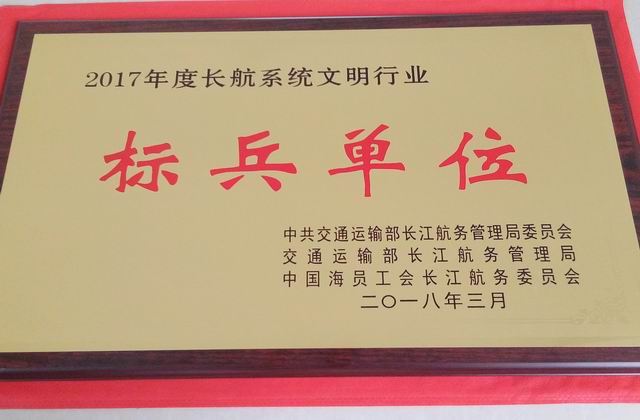 2017年度长航系统文明行业
标兵单位
中共交通运输部长江航务管理局委员会
交通运输部长江航务管理局
中国海员工会长江航务委员会
二〇一八年三月